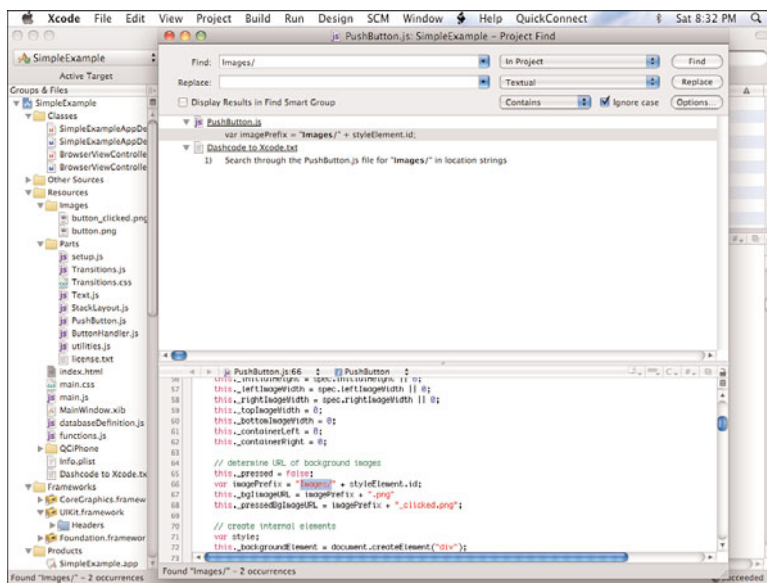 Xcode File Edit View Project Build Run Design SCM Window Help QuickConnect Sat 8:32 PM
PushButton.js: SimpleExample – Project Find
SimpleExample
Active Target
Groups & Files
SimpleExample
Classes
SimpleExampleAppDe
SimpleExampleAppDe
BrowserViewControlle
BrowserViewControlle
Other Sources
Resources
Images
button_clicked.png
button.png
Parts
setup.js
Transitions.js
Transitions.css
Text.js
StackLayout.js
PushButton.js
ButtonHandler.js
utilities.js
license.txt
index.html
main.css
main.js
MainWindow.xib
databaseDefinition.js
functions.js
QCiPhone
Info.plist
Dashcode to Xcode.tx
Frameworks
CoreGraphics.framew
UIKit.framework
Headers
Foundation.framewor
Products
SimpleExample.app
Found "Images/" – 2 occurrences
Find: Images/ In Project Find
Replace: Textual Replace
Display Results in Find Smart Group Contains Ignore case Options...
PushButton.js
var imagePrefix = "Images/" + styleElement.id;
Dashcode to Xcode.txt
1) Search through the PushButton.js file for "Images/" in location strings
PushButton.js:66 PushButton
56 this._initialHeight = spec.initialHeight || 0;
57 this._leftImageWidth = spec.leftImageWidth || 0;
58 this._rightImageWidth = spec.rightImageWidth || 0;
59 this._topImageWidth = 0;
60 this._bottomImageWidth = 0;
61 this._containerLeft = 0;
62 this._containerRight = 0;
63
64 // determine URL of background images
65 this._pressed = false;
66 var imagePrefix = "Images/" + styleElement.id;
67 this._bgImageURL = imagePrefix + ".png"
68 this._pressedBgImageURL = imagePrefix + "_clicked.png";
69
70 // create internal elements
71 var style;
72 this._backgroundElement = document.createElement("div");
73
Found "Images/" – 2 occurrences
ucceeded